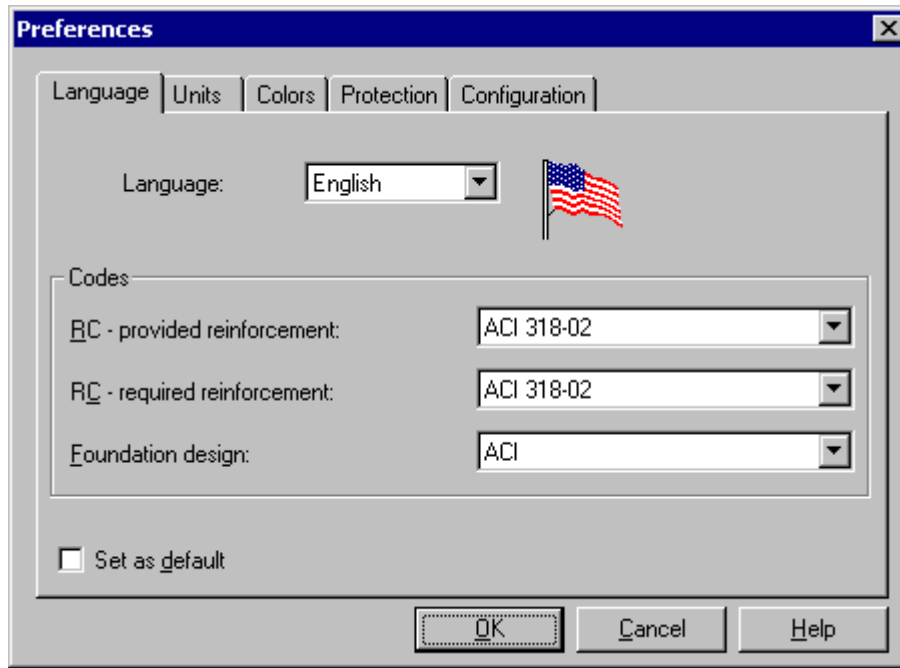 Preferences
Language Units Colors Protection Configuration
Language: English
Codes
RC - provided reinforcement: ACI 318-02
RC - required reinforcement: ACI 318-02
Foundation design: ACI
Set as default
OK Cancel Help